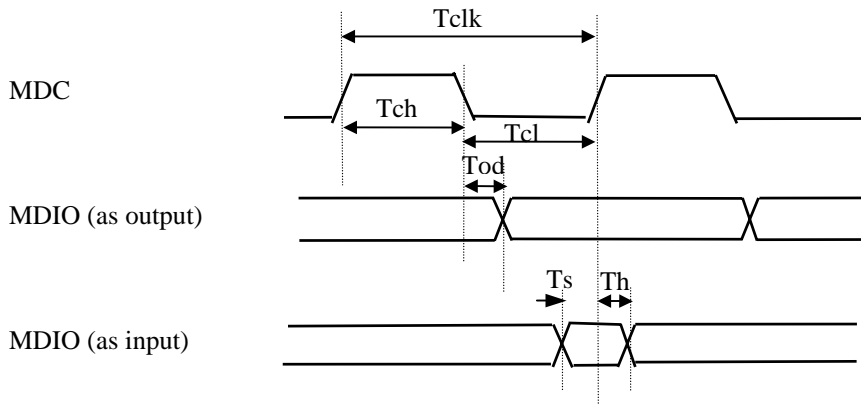 Tclk
MDC
Tch
Tcl
Tod
MDIO (as output)
Ts Th
MDIO (as input)